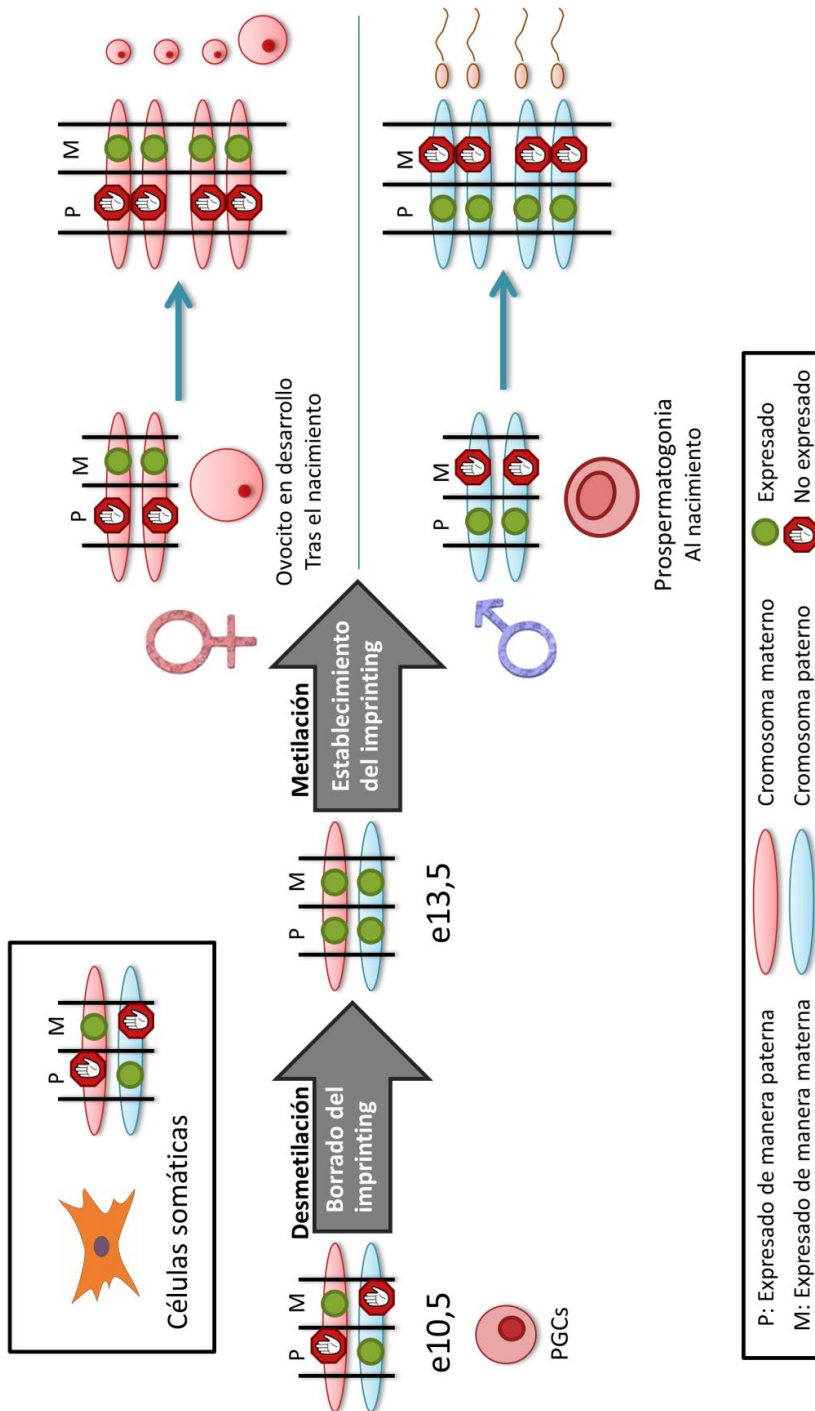 Células somáticas
P
M
P
M
e10,5
PGCs
Desmetilación
Borrado del
imprinting
P
M
e13,5
Metilación
Establecimiento
del imprinting
P
M
Ovocito en desarrollo
Tras el nacimiento
P
M
P
M
Prospermatogonia
Al nacimiento
P
M
P: Expresado de manera paterna
M: Expresado de manera materna
Cromosoma materno
Cromosoma paterno
Expresado
No expresado